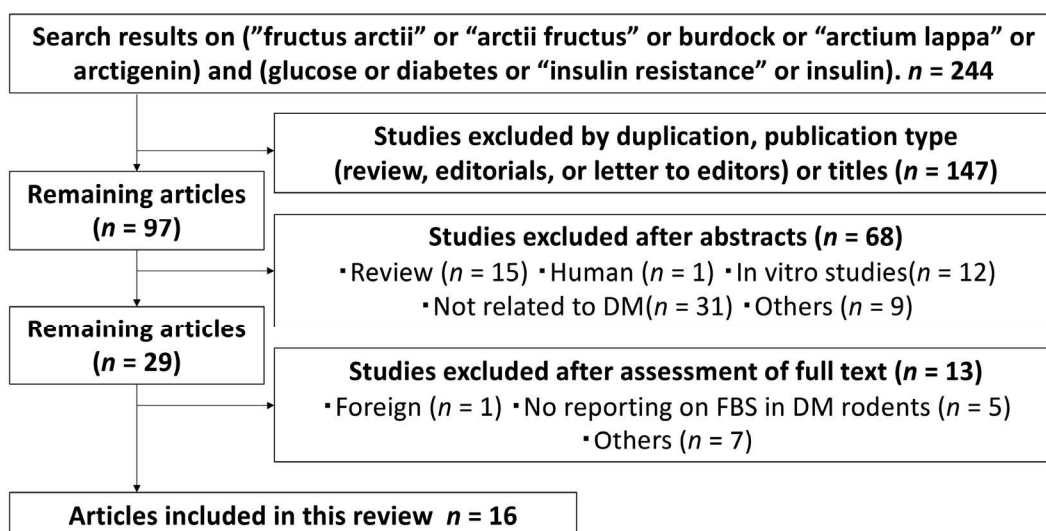 Search results on (”fructus arctii” or “arctii fructus” or burdock or “arctium lappa” or
arctigenin) and (glucose or diabetes or “insulin resistance” or insulin). n = 244
Studies excluded by duplication, publication type
(review, editorials, or letter to editors) or titles (n = 147)
Remaining articles
(n = 97)
Studies excluded after abstracts (n = 68)
・Review (n = 15) ・Human (n = 1) ・In vitro studies(n = 12)
・Not related to DM(n = 31) ・Others (n = 9)
Remaining articles
(n = 29)
Studies excluded after assessment of full text (n = 13)
・Foreign (n = 1) ・No reporting on FBS in DM rodents (n = 5)
・Others (n = 7)
Articles included in this review n = 16